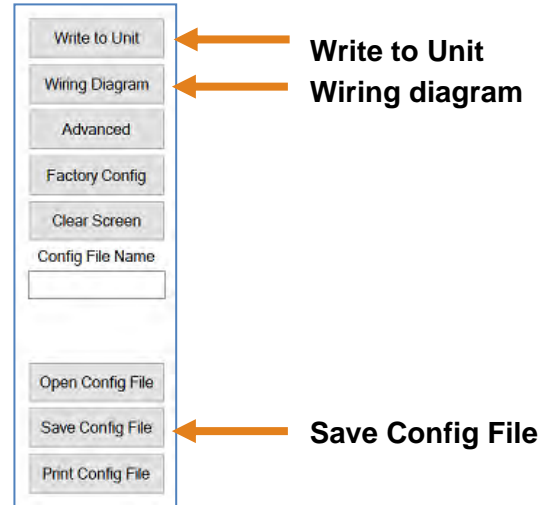 Write to Unit
Write to Unit
Wiring Diagram
Wiring diagram
Advanced
Factory Config
Clear Screen
Config File Name
Open Config File
Save Config File
Save Config File
Print Config File